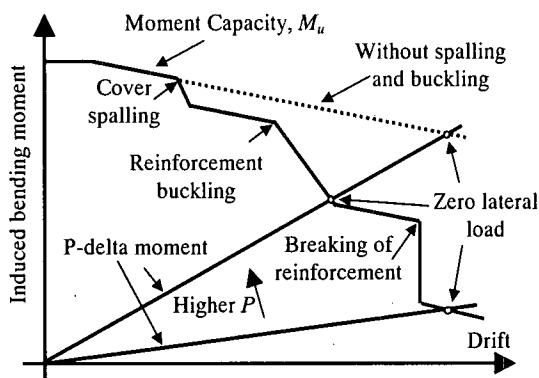 Moment Capacity, Mu
Without spalling
and buckling
Cover
spalling
Reinforcement
buckling
Zero lateral
load
P-delta moment
Breaking of
reinforcement
Higher P
Drift
Induced bending moment